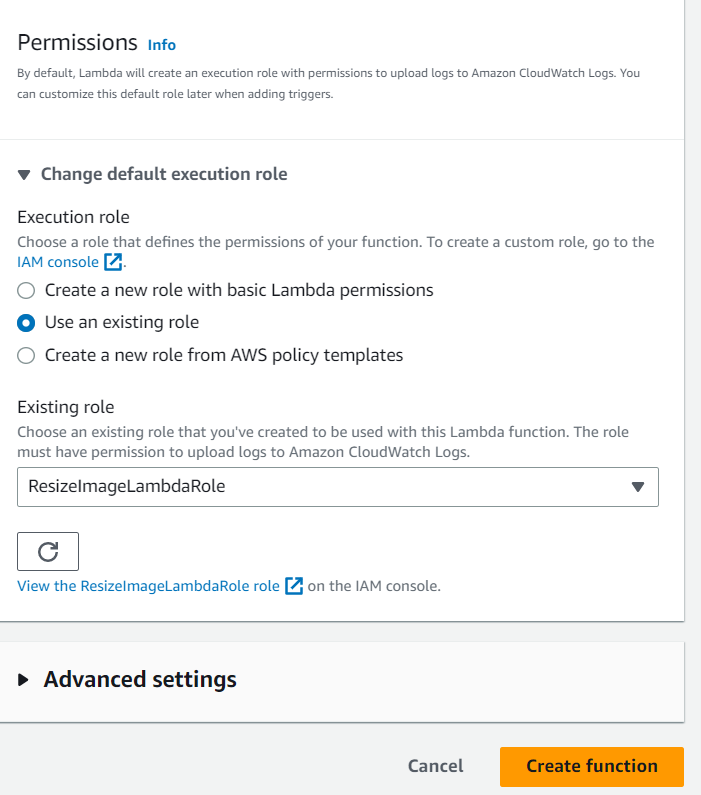 Permissions Info
By default, Lambda will create an execution role with permissions to upload logs to Amazon CloudWatch Logs. You
can customize this default role later when adding triggers.
Change default execution role
Execution role
Choose a role that defines the permissions of your function. To create a custom role, go to the
IAM console.
Create a new role with basic Lambda permissions
Use an existing role
Create a new role from AWS policy templates
Existing role
Choose an existing role that you've created to be used with this Lambda function. The role
must have permission to upload logs to Amazon CloudWatch Logs.
ResizeImageLambdaRole
View the ResizeImageLambdaRole role on the IAM console.
Advanced settings
Cancel Create function